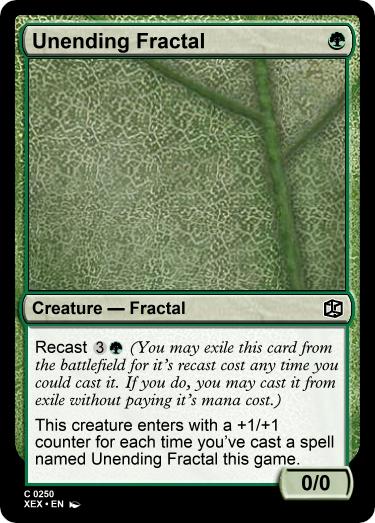 Unending Fractal
Creature — Fractal
Recast 3 (You may exile this card from
the battlefield for it's recast cost any time you
could cast it. If you do, you may cast it from
exile without paying it's mana cost.)
This creature enters with a +1/+1
counter for each time you've cast a spell
named Unending Fractal this game.
0/0
C 0250
XEX • EN